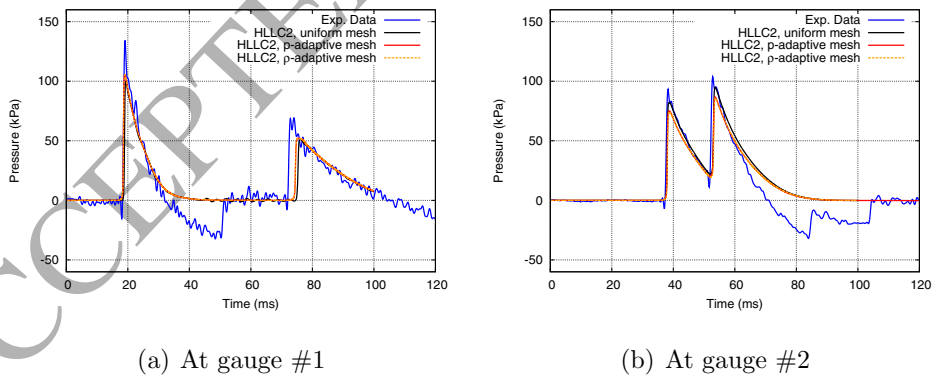 150
100
50
0
-50
Pressure (kPa)
Exp. Data
HLLC2, uniform mesh
HLLC2, p-adaptive mesh
HLLC2, ρ-adaptive mesh
0 20 40 60 80 100 120
Time (ms)
(a) At gauge #1
150
100
50
0
-50
Pressure (kPa)
Exp. Data
HLLC2, uniform mesh
HLLC2, p-adaptive mesh
HLLC2, ρ-adaptive mesh
0 20 40 60 80 100 120
Time (ms)
(b) At gauge #2
CCEPTE